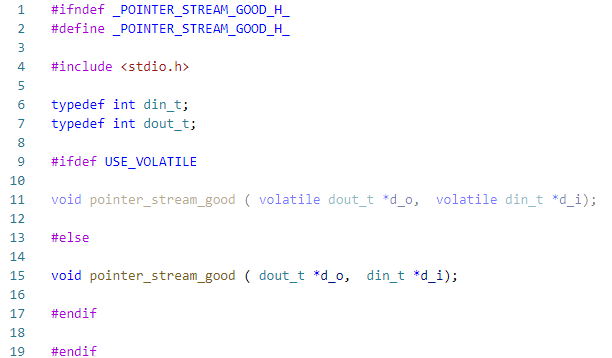 1 #ifndef _POINTER_STREAM_GOOD_H_
2 #define _POINTER_STREAM_GOOD_H_
3
4 #include <stdio.h>
5
6 typedef int din_t;
7 typedef int dout_t;
8
9 #ifdef USE_VOLATILE
10
11 void pointer_stream_good ( volatile dout_t *d_o,  volatile din_t *d_i);
12
13 #else
14
15 void pointer_stream_good ( dout_t *d_o,  din_t *d_i);
16
17 #endif
18
19 #endif